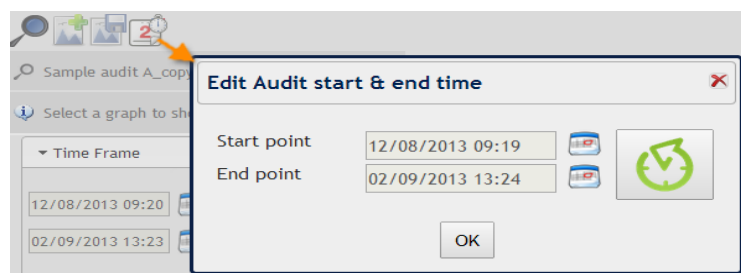 2
Sample audit A_copy
Edit Audit start & end time
Select a graph to sh
Time Frame
Start point
12/08/2013 09:19
End point
02/09/2013 13:24
12/08/2013 09:20
02/09/2013 13:23
OK